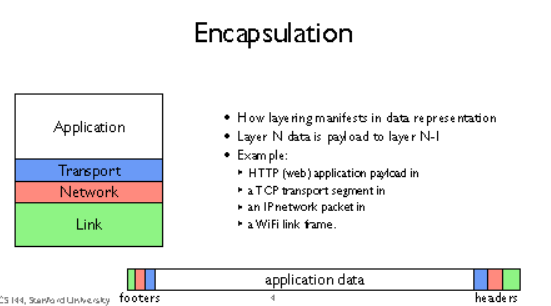 Encapsulation
Application
Transport
Network
Link
• How layering manifests in data representation
• Layer N data is payload to layer N-1
• Example:
‣ HTTP (web) application payload in
‣ a TCP transport segment in
‣ an IP network packet in
‣ a WiFi link frame.
application data
footers
headers
CS 144, Stanford University
4